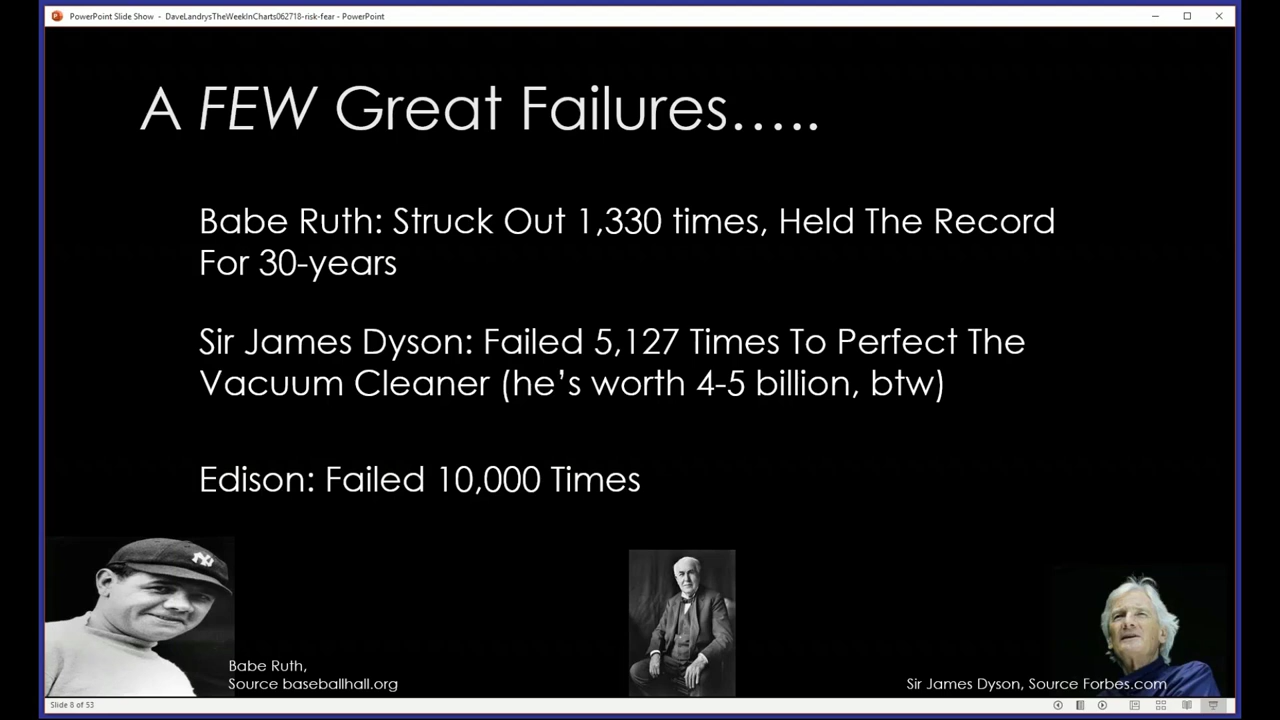 PowerPoint Slide Show - DaveLandrysTheWeekInCharts062718-risk-fear - PowerPoint
A FEW Great Failures…..
Babe Ruth: Struck Out 1,330 times, Held The Record
For 30-years
Sir James Dyson: Failed 5,127 Times To Perfect The
Vacuum Cleaner (he’s worth 4-5 billion, btw)
Edison: Failed 10,000 Times
Babe Ruth,
Source baseballhall.org
Sir James Dyson, Source Forbes.com
Slide 8 of 53